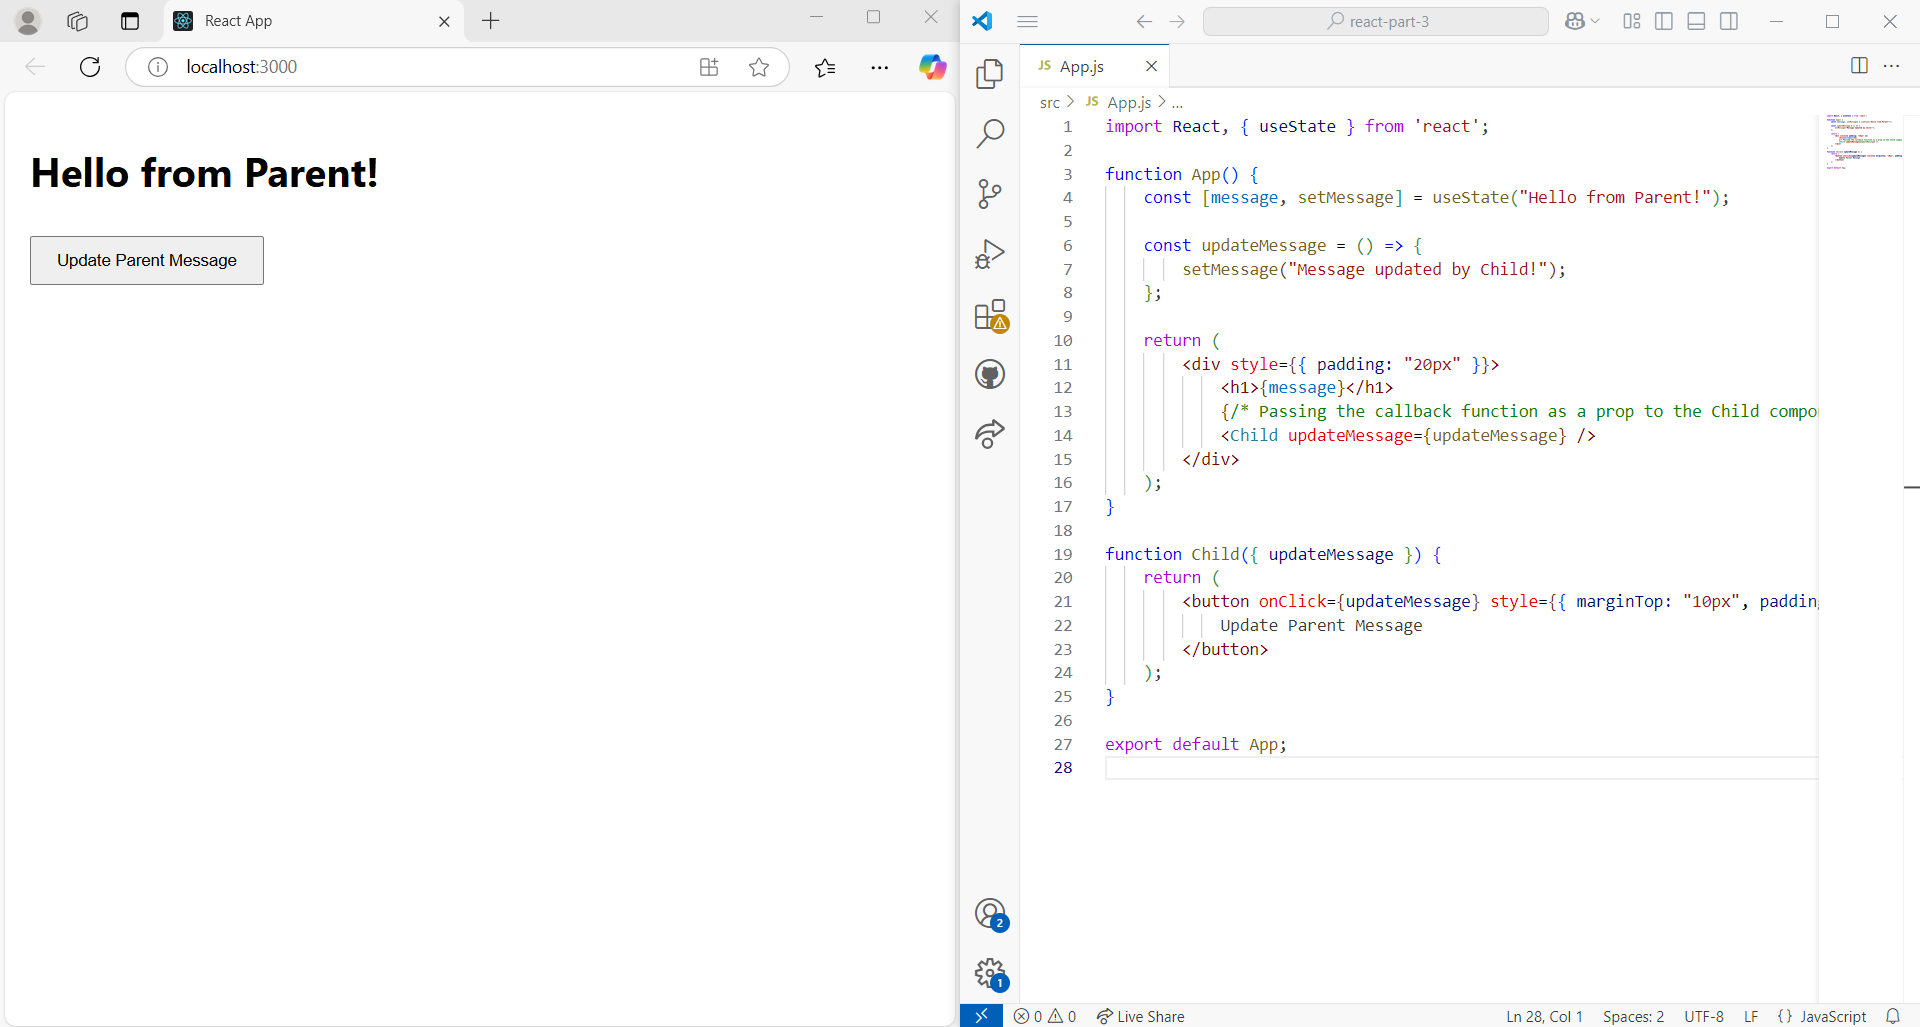 React App
localhost:3000
Hello from Parent!
Update Parent Message
react-part-3
JS App.js
src > JS App.js > ...
1 import React, { useState } from 'react';
2
3 function App() {
4 const [message, setMessage] = useState("Hello from Parent!");
5
6 const updateMessage = () => {
7 setMessage("Message updated by Child!");
8 };
9
10 return (
11 <div style={{ padding: "20px" }}>
12 <h1>{message}</h1>
13 {/* Passing the callback function as a prop to the Child compo
14 <Child updateMessage={updateMessage} />
15 </div>
16 );
17 }
18
19 function Child({ updateMessage }) {
20 return (
21 <button onClick={updateMessage} style={{ marginTop: "10px", padding
22 Update Parent Message
23 </button>
24 );
25 }
26
27 export default App;
28
2
1
0 0 Live Share Ln 28, Col 1 Spaces: 2 UTF-8 LF {} JavaScript